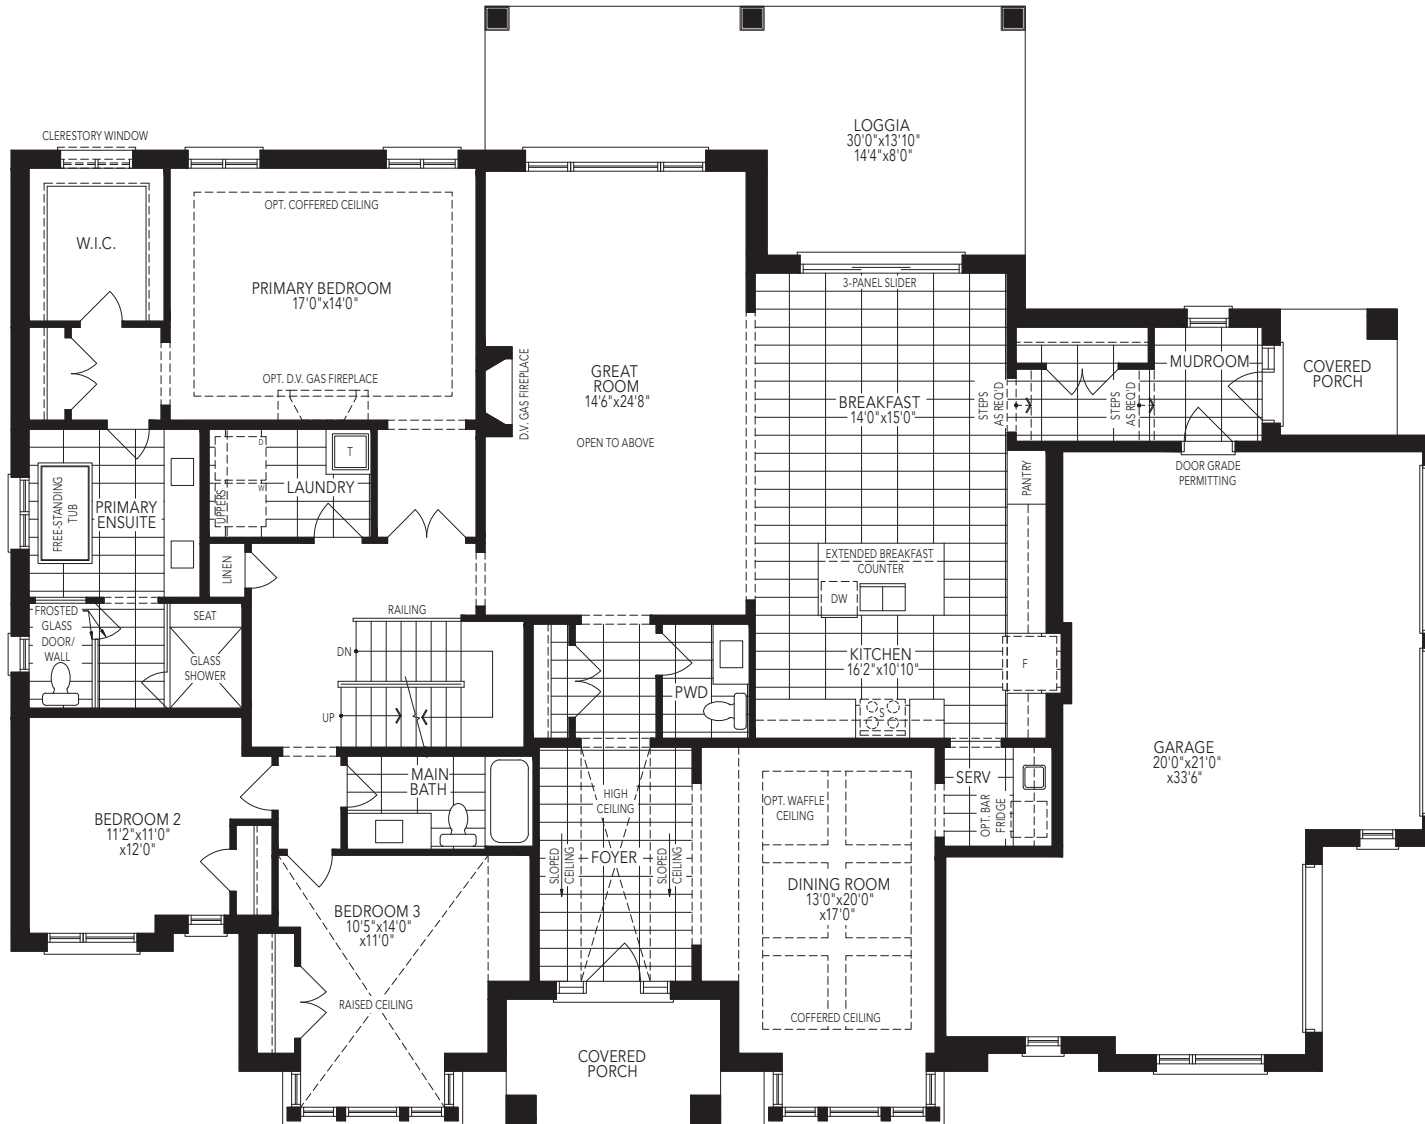 LOGGIA
30'0"x13'10"
14'4"x8'0"
CLERESTORY WINDOW
OPT. COFFERED CEILING
W.I.C.
PRIMARY BEDROOM
17'0"x14'0"
OPT. D.V. GAS FIREPLACE
D.V. GAS FIREPLACE
GREAT
ROOM
14'6"x24'8"
OPEN TO ABOVE
3-PANEL SLIDER
BREAKFAST
14'0"x15'0"
STEPS
AS REQ'D
STEPS
AS REQ'D
MUDROOM
COVERED
PORCH
DOOR GRADE
PERMITTING
PANTRY
FREE-STANDING
TUB
PRIMARY
ENSUITE
D
W
UPPERS
LAUNDRY
T
LINEN
EXTENDED BREAKFAST
COUNTER
DW
FROSTED
GLASS
DOOR/
WALL
SEAT
GLASS
SHOWER
RAILING
DN
UP
PWD
KITCHEN
16'2"x10'10"
F
S
GARAGE
20'0"x21'0"
x33'6"
MAIN
BATH
SERV
OPT. BAR
FRIDGE
BEDROOM 2
11'2"x11'0"
x12'0"
HIGH
CEILING
SLOPED
CEILING
FOYER
SLOPED
CEILING
OPT. WAFFLE
CEILING
DINING ROOM
13'0"x20'0"
x17'0"
COFFERED CEILING
BEDROOM 3
10'5"x14'0"
x11'0"
RAISED CEILING
COVERED
PORCH